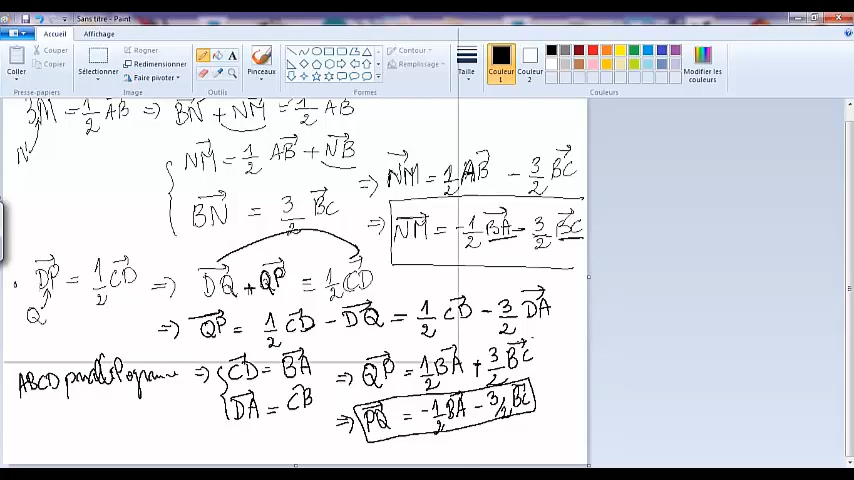 Sans titre - Paint
Accueil Affichage
Coller
Couper
Copier
Presse-papiers
Sélectionner
Rogner
Redimensionner
Faire pivoter
Image
A
Outils
Pinceaux
Contour
Remplissage
Formes
Taille
Couleur 1
Couleur 2
Modifier les couleurs
Couleurs
BM = 1/2 AB ⇒ BN + NM = 1/2 AB
N
NM = 1/2 AB + NB
⇒ NM = 1/2 AB - 3/2 BC
BN = 3/2 BC
⇒ NM = -1/2 BA - 3/2 BC
• DP = 1/2 CD ⇒ DQ + QP = 1/2 CD
Q
⇒ QP = 1/2 CD - DQ = 1/2 CD - 3/2 DA
ABCD parallélogramme ⇒ CD = BA ⇒ QP = 1/2 BA + 3/2 BC
DA = CB
⇒ PQ = -1/2 BA - 3/2 BC